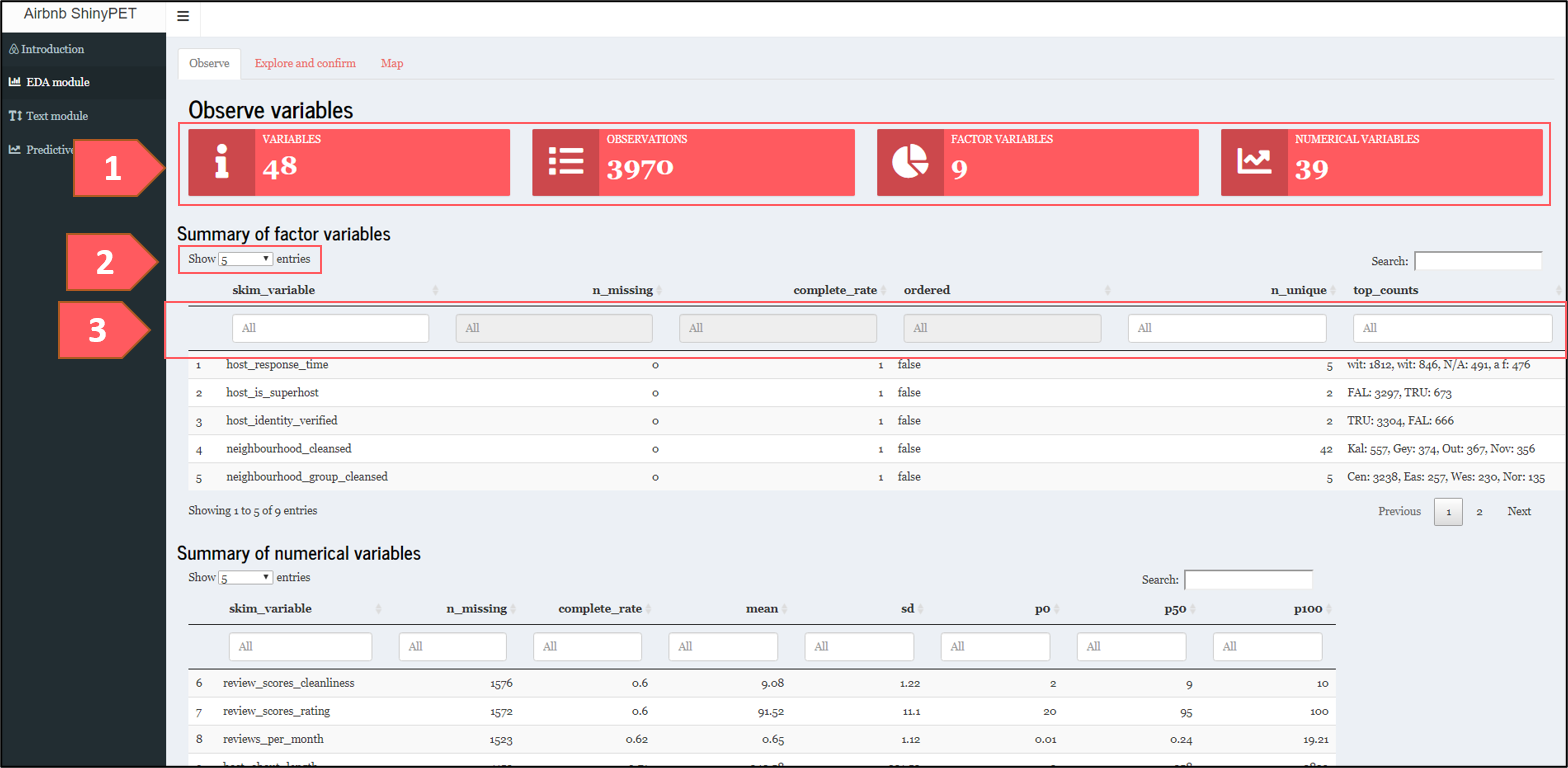 Airbnb ShinyPET
Introduction
EDA module
Text module
Predictive
1
2
3
Observe Explore and confirm Map
Observe variables
VARIABLES
48
OBSERVATIONS
3970
FACTOR VARIABLES
9
NUMERICAL VARIABLES
39
Summary of factor variables
Show 5 entries Search:
skim_variable n_missing complete_rate ordered n_unique top_counts
All All All All All All
1 host_response_time 0 1 false 5 wit: 1812, wit: 846, N/A: 491, a f: 476
2 host_is_superhost 0 1 false 2 FAL: 3297, TRU: 673
3 host_identity_verified 0 1 false 2 TRU: 3304, FAL: 666
4 neighbourhood_cleansed 0 1 false 42 Kal: 557, Gey: 374, Out: 367, Nov: 356
5 neighbourhood_group_cleansed 0 1 false 5 Cen: 3238, Eas: 257, Wes: 230, Nor: 135
Showing 1 to 5 of 9 entries Previous 1 2 Next
Summary of numerical variables
Show 5 entries Search:
skim_variable n_missing complete_rate mean sd p0 p50 p100
All All All All All All All All
6 review_scores_cleanliness 1576 0.6 9.08 1.22 2 9 10
7 review_scores_rating 1572 0.6 91.52 11.1 20 95 100
8 reviews_per_month 1523 0.62 0.65 1.12 0.01 0.24 19.21